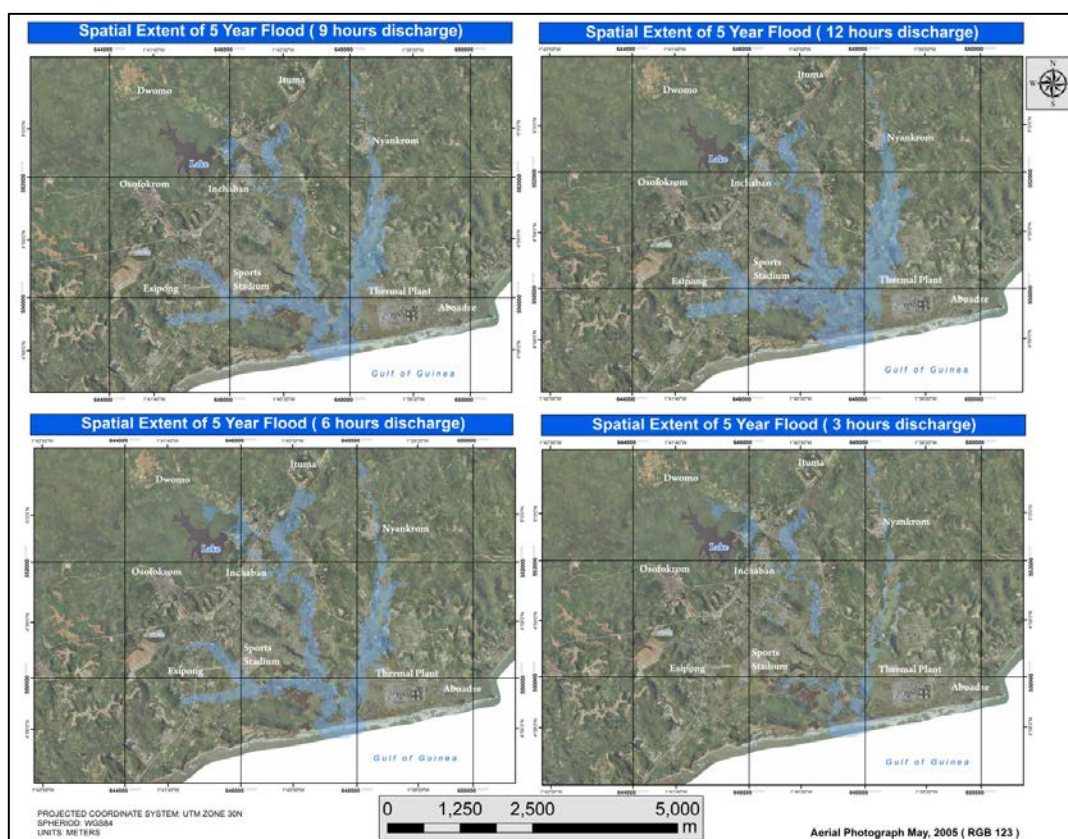 Spatial Extent of 5 Year Flood ( 9 hours discharge)
Dwomo
Ituma
Nyankrom
Lake
Osofokrom
Inchaban
Sports
Stadium
Esipong
Thermal Plant
Aboadze
Gulf of Guinea
Spatial Extent of 5 Year Flood ( 12 hours discharge)
N
W
E
S
Dwomo
Ituma
Nyankrom
Lake
Osofokrom
Inchaban
Sports
Stadium
Esipong
Thermal Plant
Aboadze
Gulf of Guinea
Spatial Extent of 5 Year Flood ( 6 hours discharge)
Ituma
Dwomo
Nyankrom
Lake
Osofokrom
Inchaban
Sports
Stadium
Esipong
Thermal Plant
Aboadze
Gulf of Guinea
Spatial Extent of 5 Year Flood ( 3 hours discharge)
Ituma
Dwomo
Nyankrom
Lake
Osofokrom
Inchaban
Sports
Stadium
Esipong
Thermal Plant
Aboadze
Gulf of Guinea
PROJECTED COORDINATE SYSTEM: UTM ZONE 30N
SPHERIOD: WGS84
UNITS: METERS
0 1,250 2,500 5,000
m
Aerial Photograph May, 2005 ( RGB 123 )